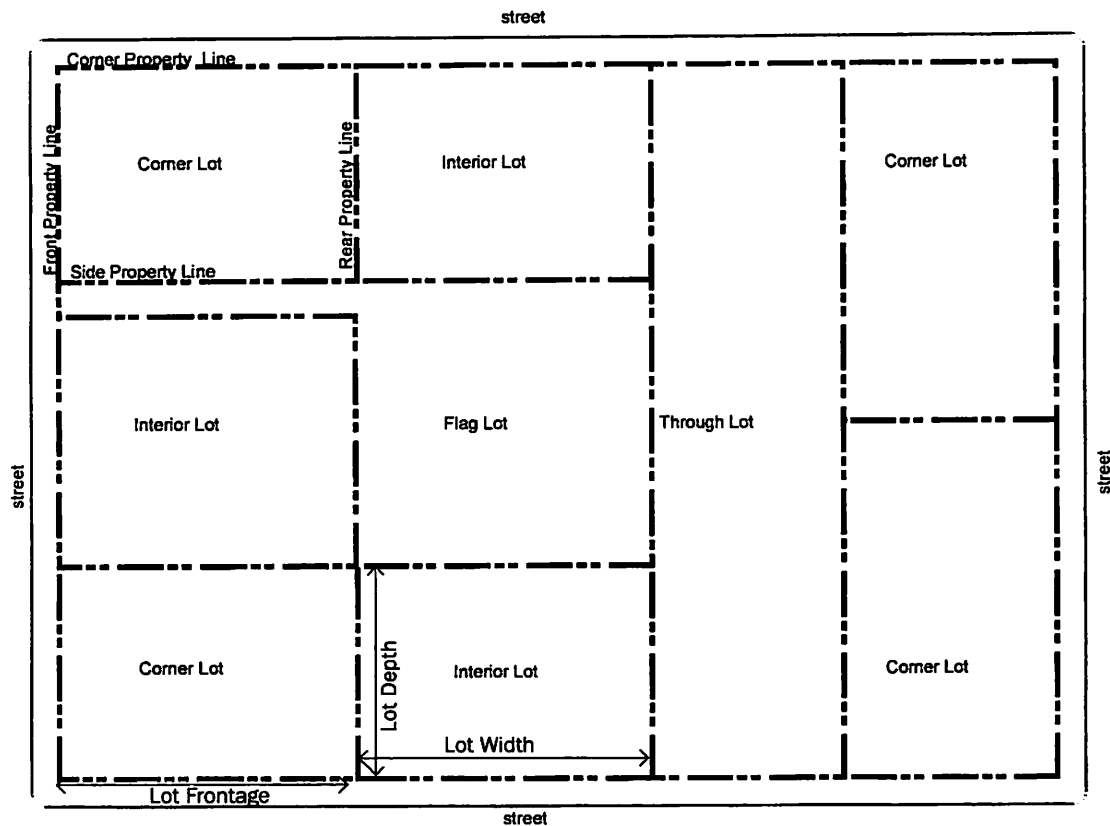 street
Corner Property Line
Front Property Line
Corner Lot
Rear Property Line
Interior Lot
Corner Lot
Side Property Line
Interior Lot
Flag Lot
Through Lot
street
street
Corner Lot
Lot Depth
Interior Lot
Corner Lot
Lot Width
Lot Frontage
street